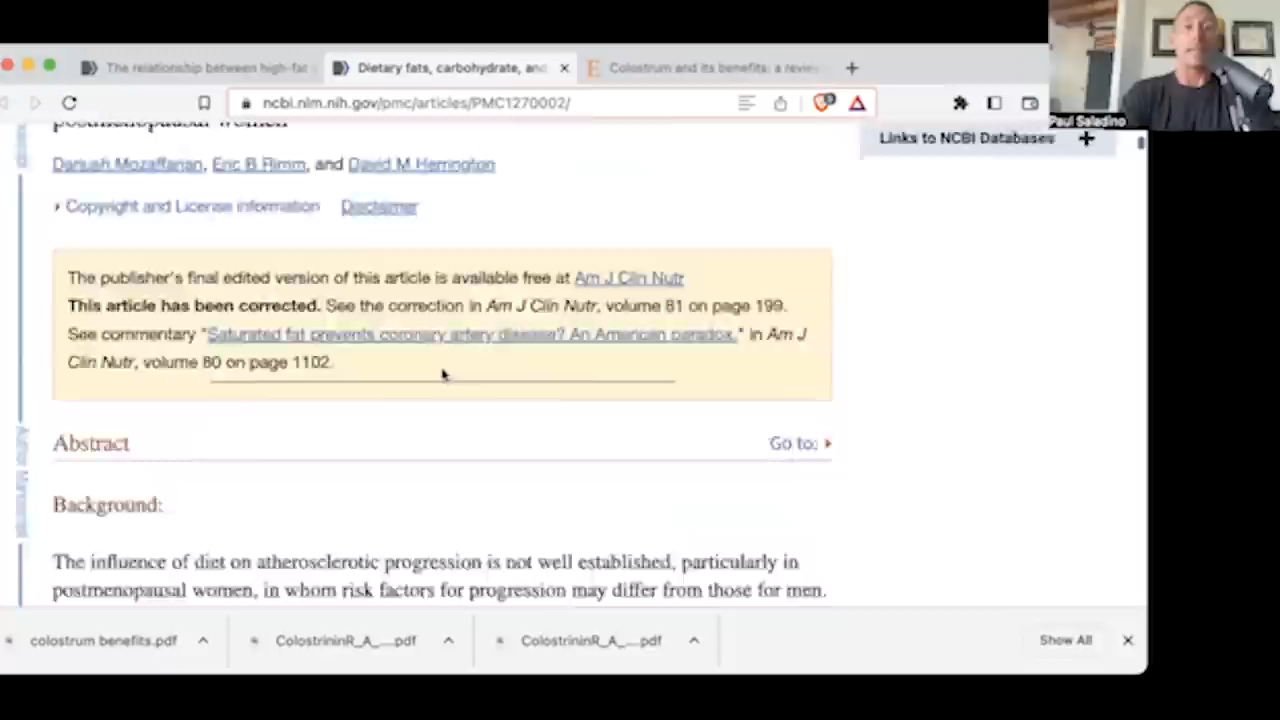 The relationship between high-fat
Dietary fats, carbohydrate, and
Colostrum and its benefits: a review
ncbi.nlm.nih.gov/pmc/articles/PMC1270002/
Paul Saladino
Links to NCBI Databases
postmenopausal women
Dariush Mozaffarian, Eric B Rimm, and David M Herrington
Copyright and License information Disclaimer
The publisher's final edited version of this article is available free at Am J Clin Nutr
This article has been corrected. See the correction in Am J Clin Nutr, volume 81 on page 199.
See commentary "Saturated fat prevents coronary artery disease? An American paradox." in Am J
Clin Nutr, volume 80 on page 1102.
Abstract
Go to:
Background:
The influence of diet on atherosclerotic progression is not well established, particularly in
postmenopausal women, in whom risk factors for progression may differ from those for men.
colostrum benefits.pdf
ColostrininR_A_....pdf
ColostrininR_A_....pdf
Show All